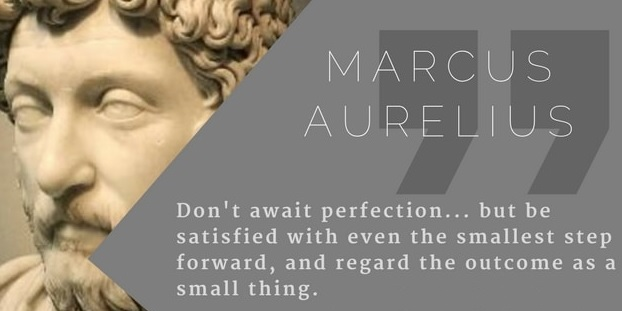 MARCUS
AURELIUS
Don't await perfection... but be
satisfied with even the smallest step
forward, and regard the outcome as a
small thing.